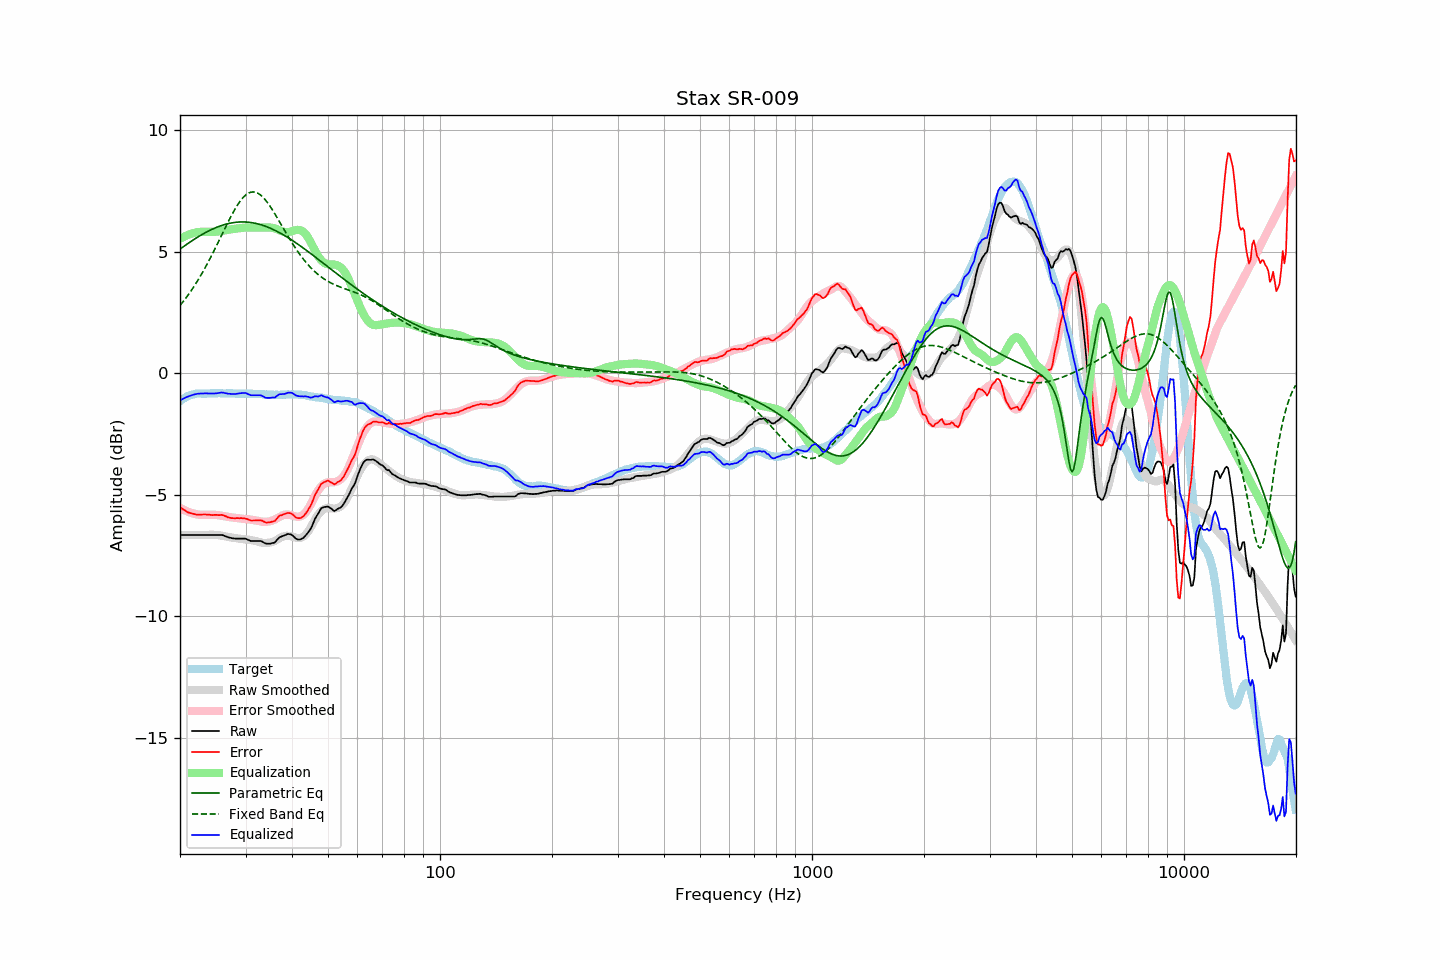 Stax SR-009
10
5
0
−5
−10
−15
Amplitude (dBr)
Target
Raw Smoothed
Error Smoothed
Raw
Error
Equalization
Parametric Eq
Fixed Band Eq
Equalized
100
1000
10000
Frequency (Hz)